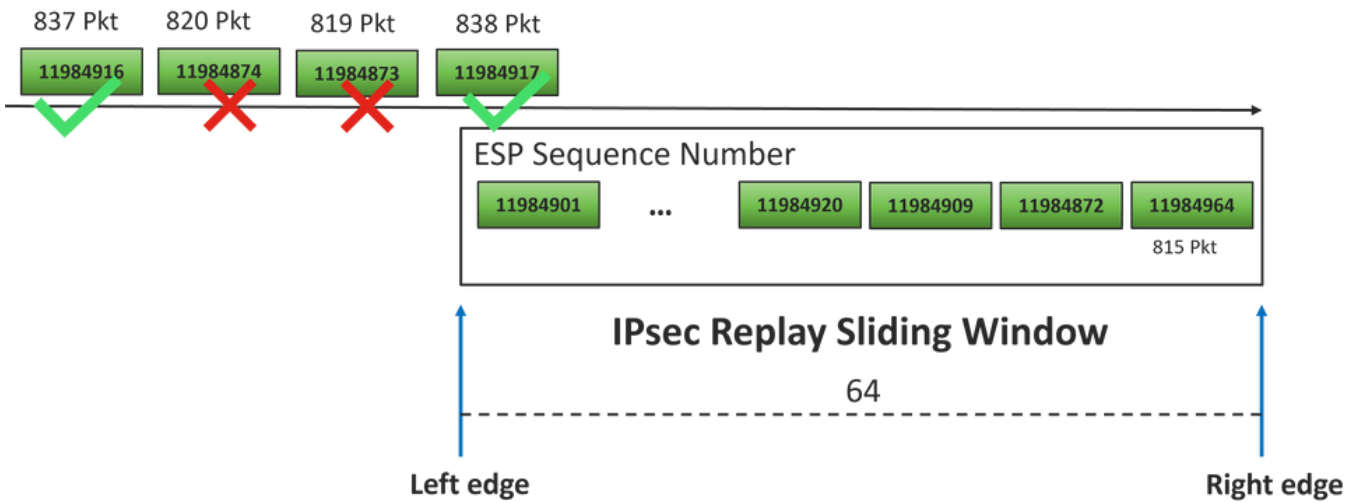 837 Pkt 820 Pkt 819 Pkt 838 Pkt
11984916 11984874 11984873 11984917
ESP Sequence Number
11984901 ... 11984920 11984909 11984872 11984964
815 Pkt
IPsec Replay Sliding Window
64
Left edge Right edge